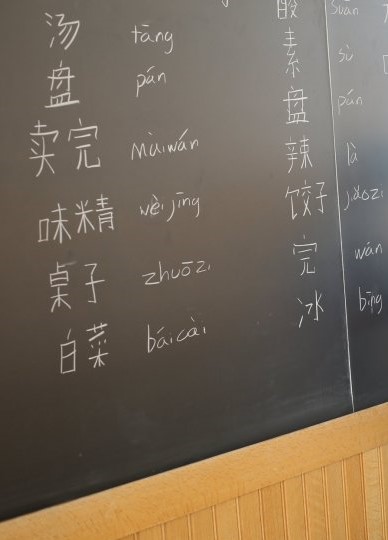 汤 tāng
盘 pán
卖完 màiwán
味精 wèijīng
桌子 zhuōzi
白菜 báicài
酸 suān
素 sù
盘 pán
辣 là
饺子 jiǎozi
完 wán
冰 bīng